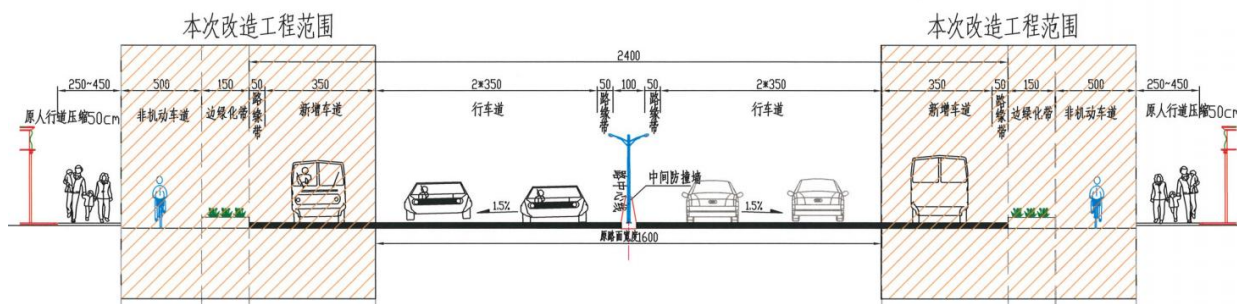 本次改造工程范围
本次改造工程范围
2400
250~450
500
150
50
350
2*350
50
100
50
2*350
350
50
150
500
250~450
原人行道压缩50cm
非机动车道
边绿化带
路缘带
新增车道
行车道
路缘带
路缘带
行车道
新增车道
路缘带
边绿化带
非机动车道
原人行道压缩50cm
中间防撞墙
路中心线
1.5%
1.5%
原路面宽度1600